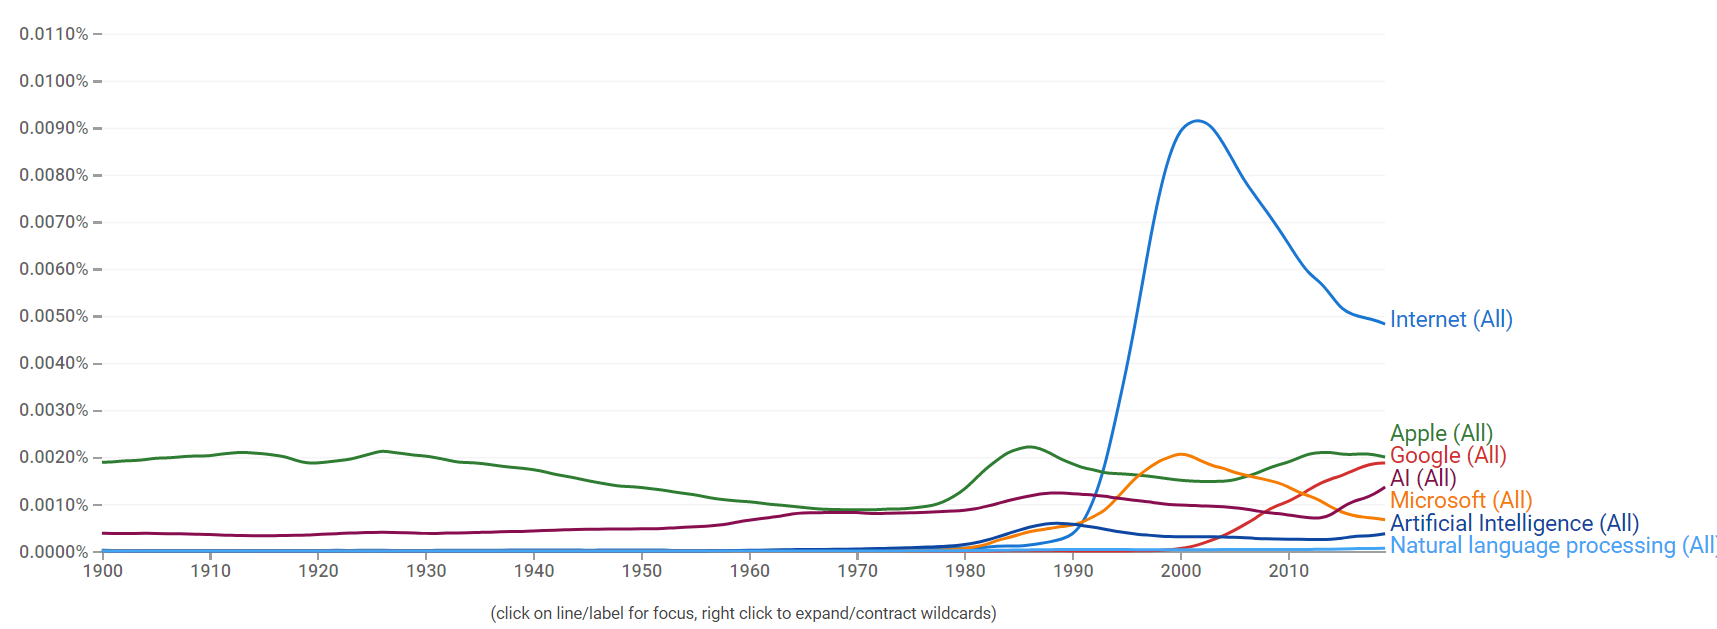 0.0110%
0.0100%
0.0090%
0.0080%
0.0070%
0.0060%
0.0050%
0.0040%
0.0030%
0.0020%
0.0010%
0.0000%
1900 1910 1920 1930 1940 1950 1960 1970 1980 1990 2000 2010
Internet (All)
Apple (All)
Google (All)
AI (All)
Microsoft (All)
Artificial Intelligence (All)
Natural language processing (All)
(click on line/label for focus, right click to expand/contract wildcards)